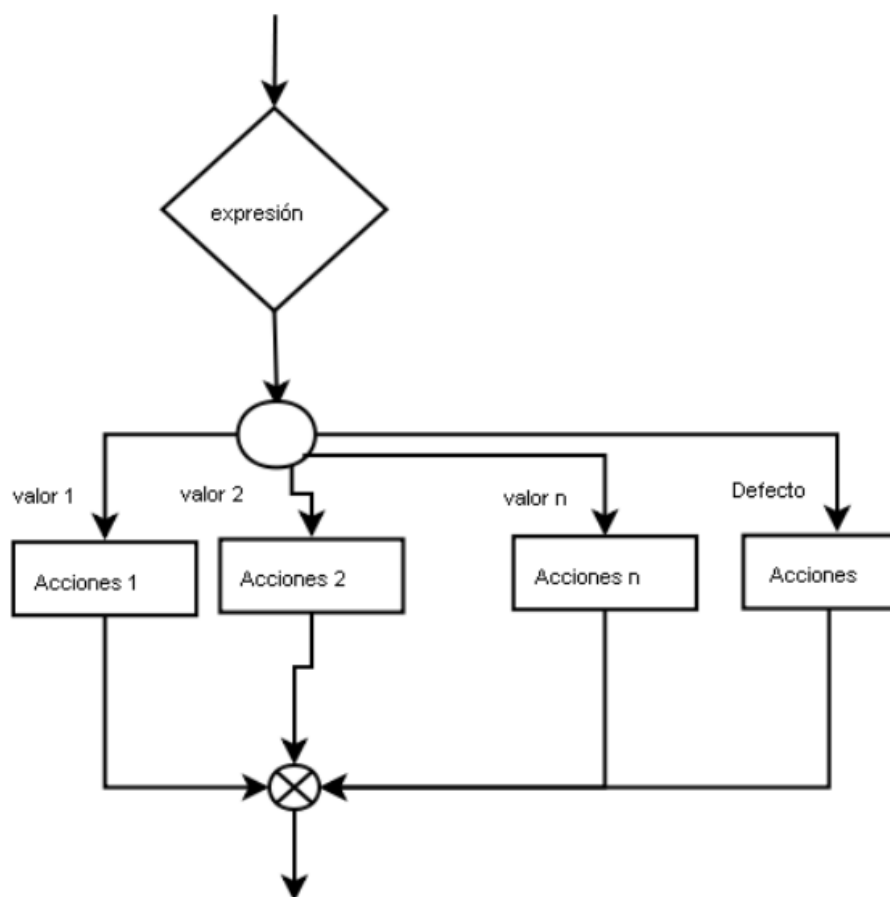 expresión
valor 1
valor 2
valor n
Defecto
Acciones 1
Acciones 2
Acciones n
Acciones